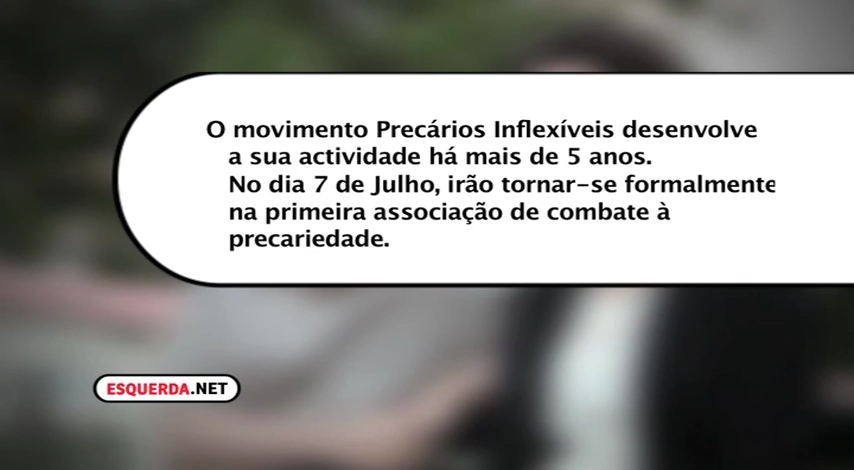 O movimento Precários Inflexíveis desenvolve
a sua actividade há mais de 5 anos.
No dia 7 de Julho, irão tornar-se formalmente
na primeira associação de combate à
precariedade.
ESQUERDA.NET